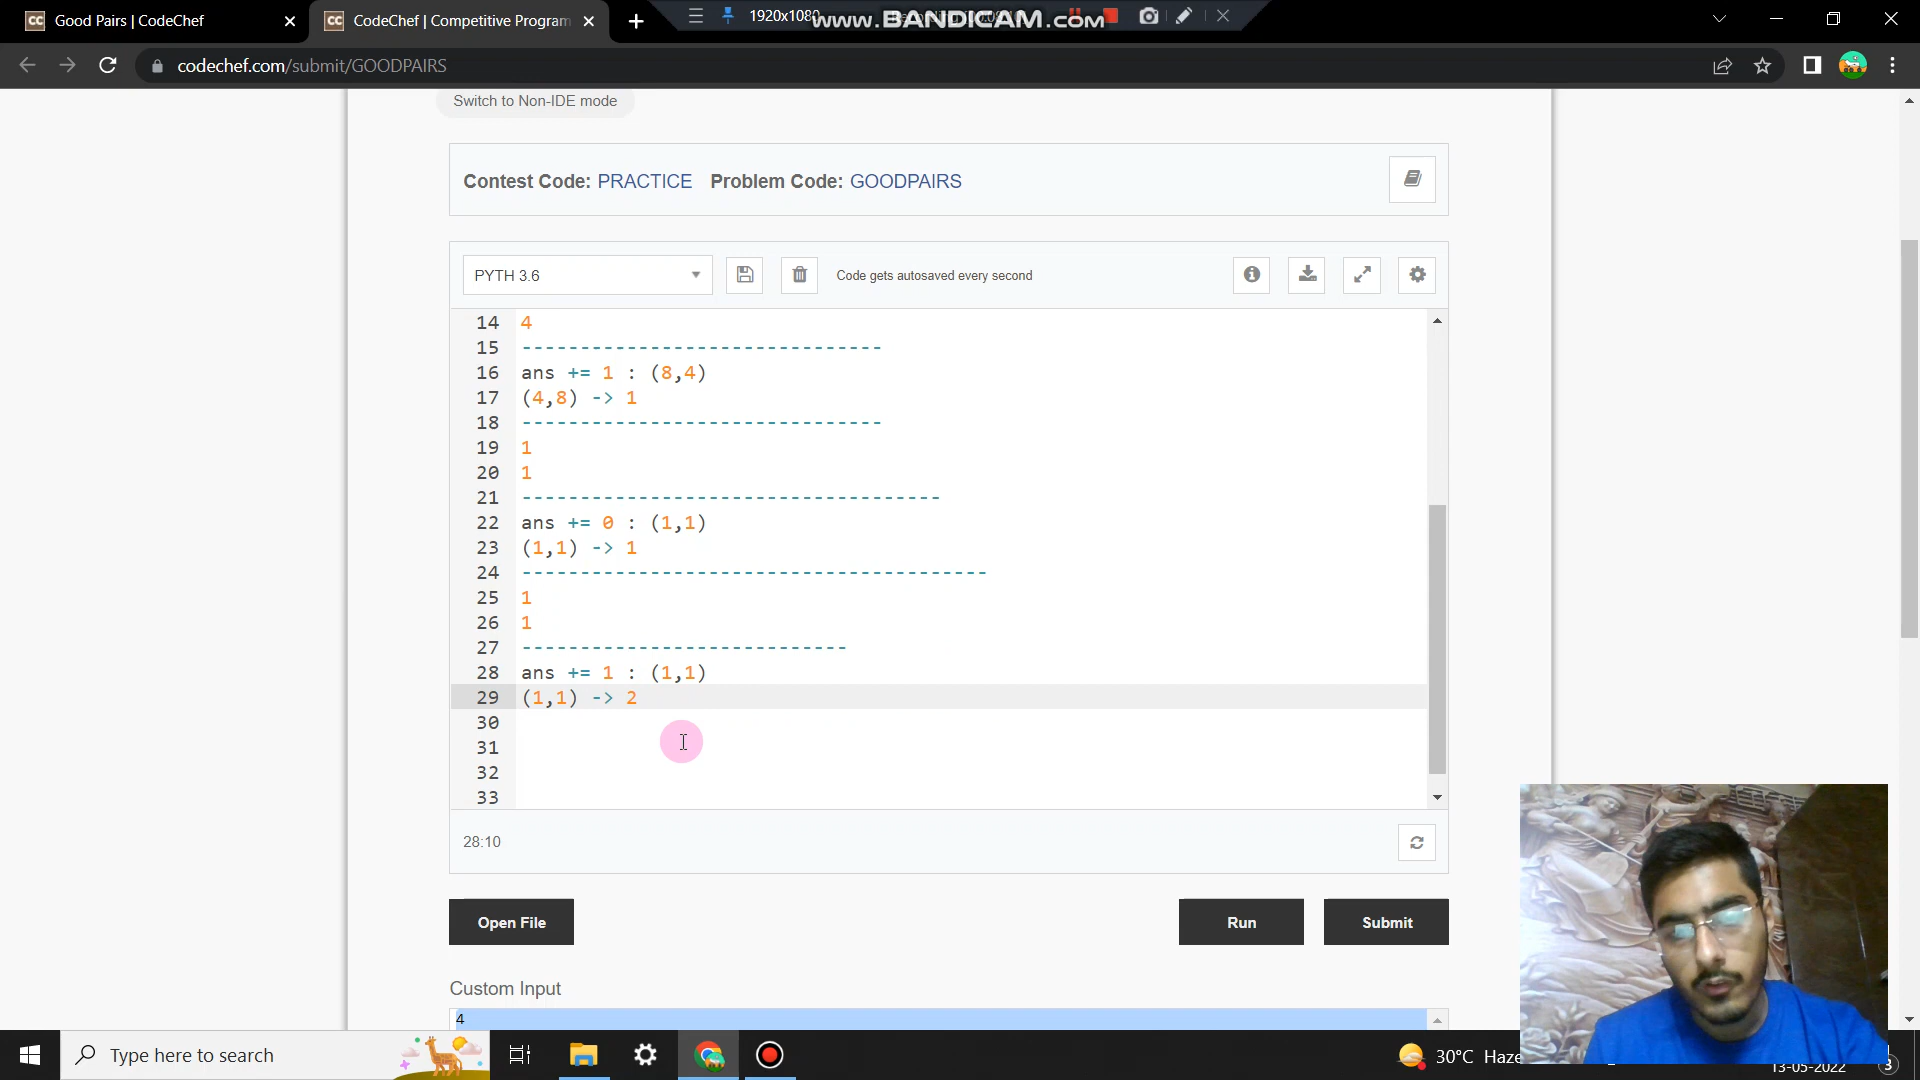 Good Pairs | CodeChef
CodeChef | Competitive Program
1920x1080
www.BANDICAM.com
codechef.com/submit/GOODPAIRS
Switch to Non-IDE mode
Contest Code: PRACTICE Problem Code: GOODPAIRS
PYTH 3.6
Code gets autosaved every second
14 4
15 -------------------------------
16 ans += 1 : (8,4)
17 (4,8) -> 1
18 -------------------------------
19 1
20 1
21 ------------------------------------
22 ans += 0 : (1,1)
23 (1,1) -> 1
24 ----------------------------------------
25 1
26 1
27 ----------------------------
28 ans += 1 : (1,1)
29 (1,1) -> 2
30
31
32
33
28:10
Open File
Run
Submit
Custom Input
4
Type here to search
30°C Haze
13-05-2022
3